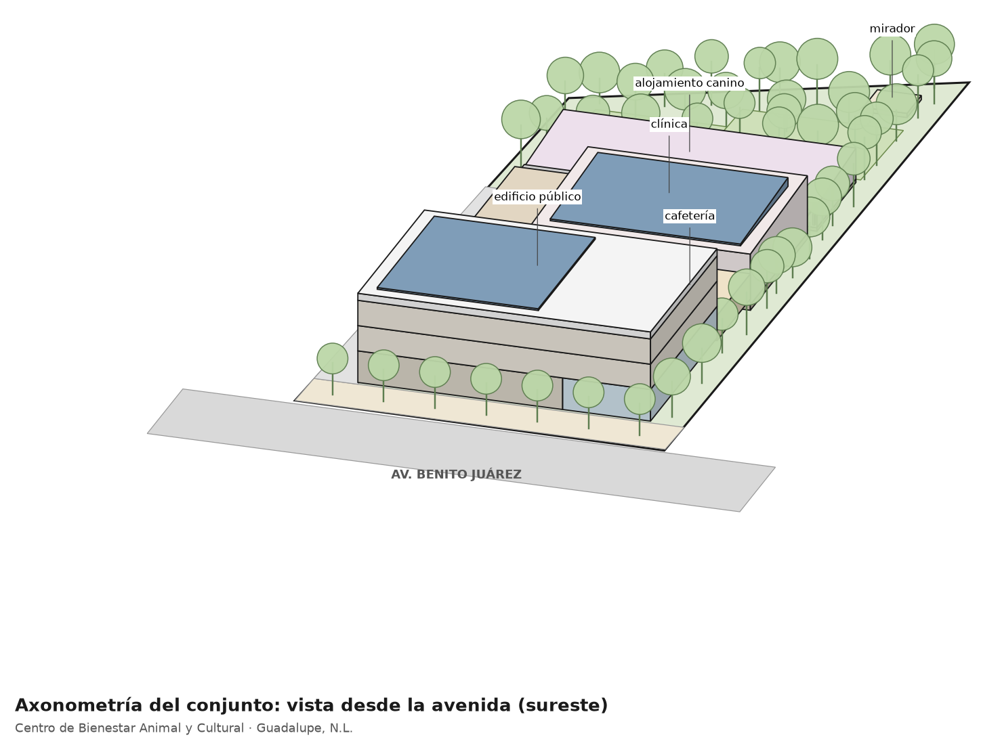 mirador
alojamiento canino
clínica
edificio público
cafetería
AV. BENITO JUÁREZ
Axonometría del conjunto: vista desde la avenida (sureste)
Centro de Bienestar Animal y Cultural · Guadalupe, N.L.